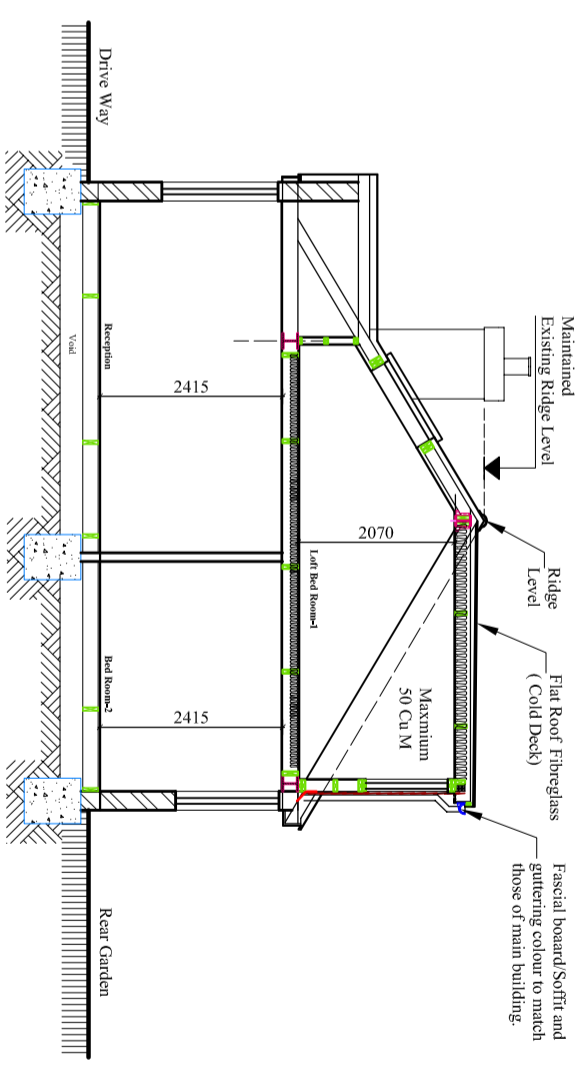 Maintained
Existing Ridge Level
Ridge
Level
Flat Roof Fibreglass
( Cold Deck)
Fascial boaard/Soffit and
guttering colour to match
those of main building.
Maxmium
50 Cu.M
2070
Loft Bed Room-1
2415
2415
Reception
Bed Room-2
Void
Drive Way
Rear Garden